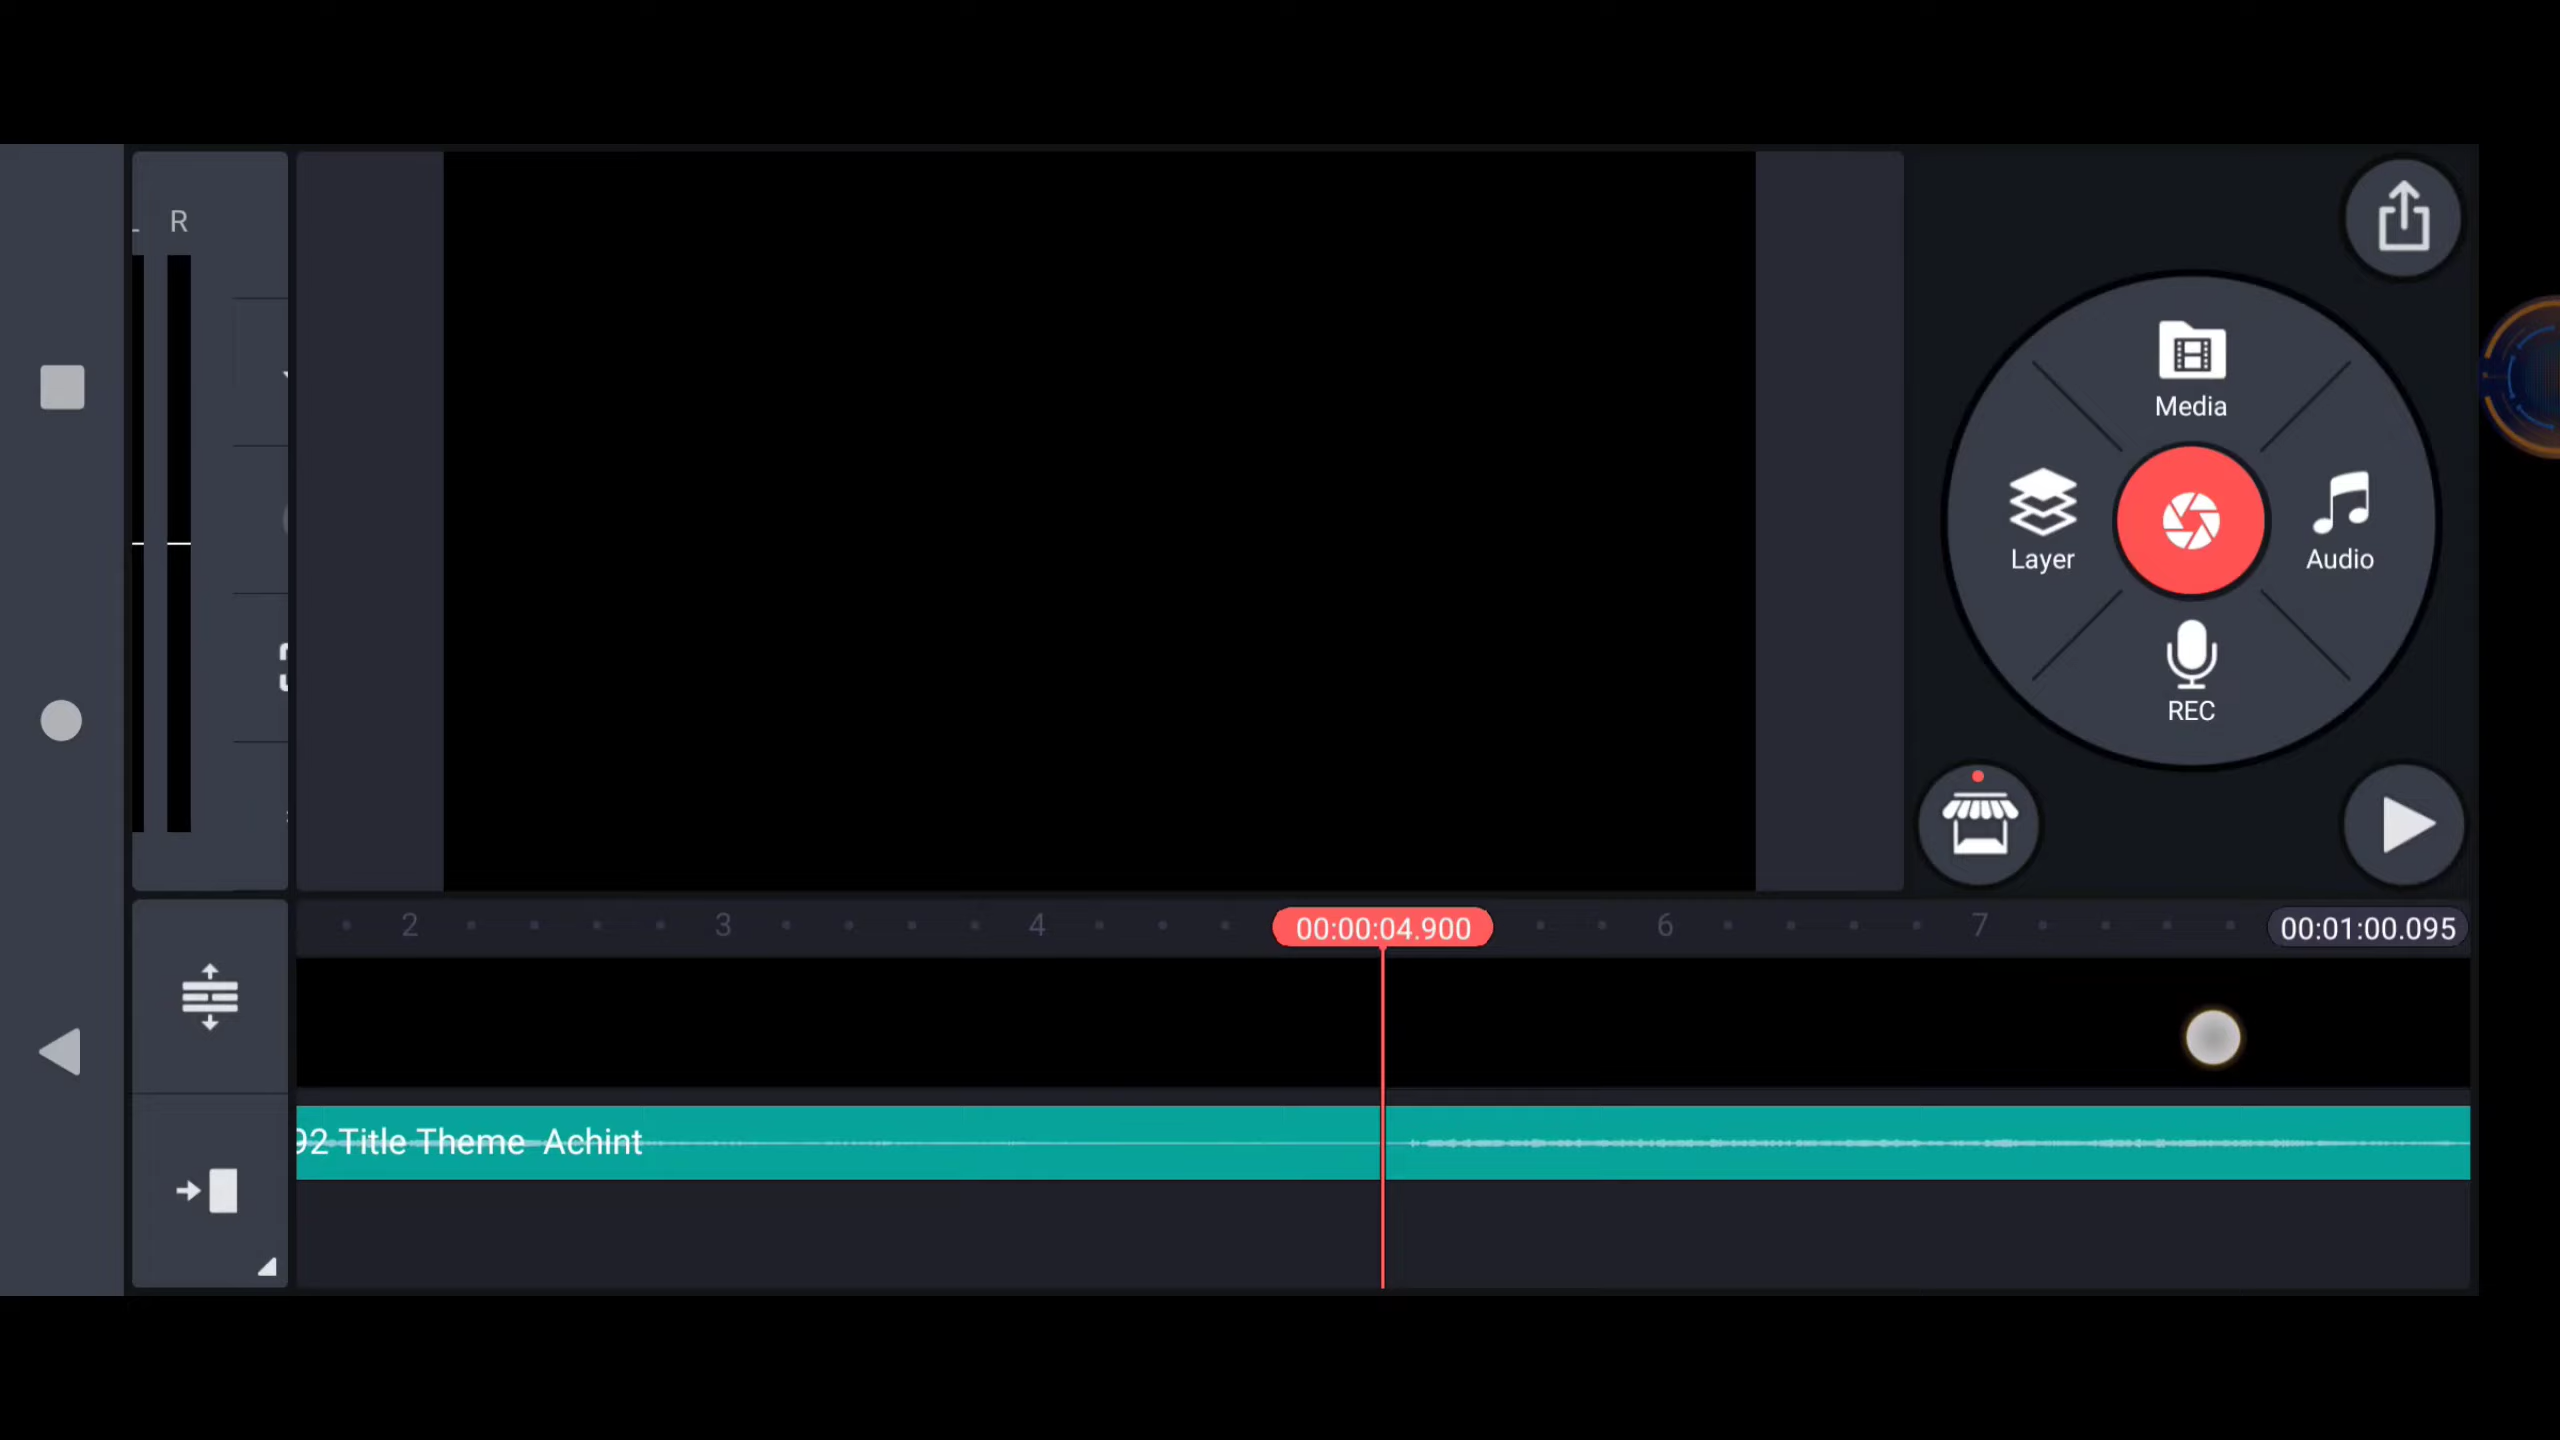 R
Media
Layer
Audio
REC
2
3
4
00:00:04.900
6
7
00:01:00.095
92 Title Theme Achint